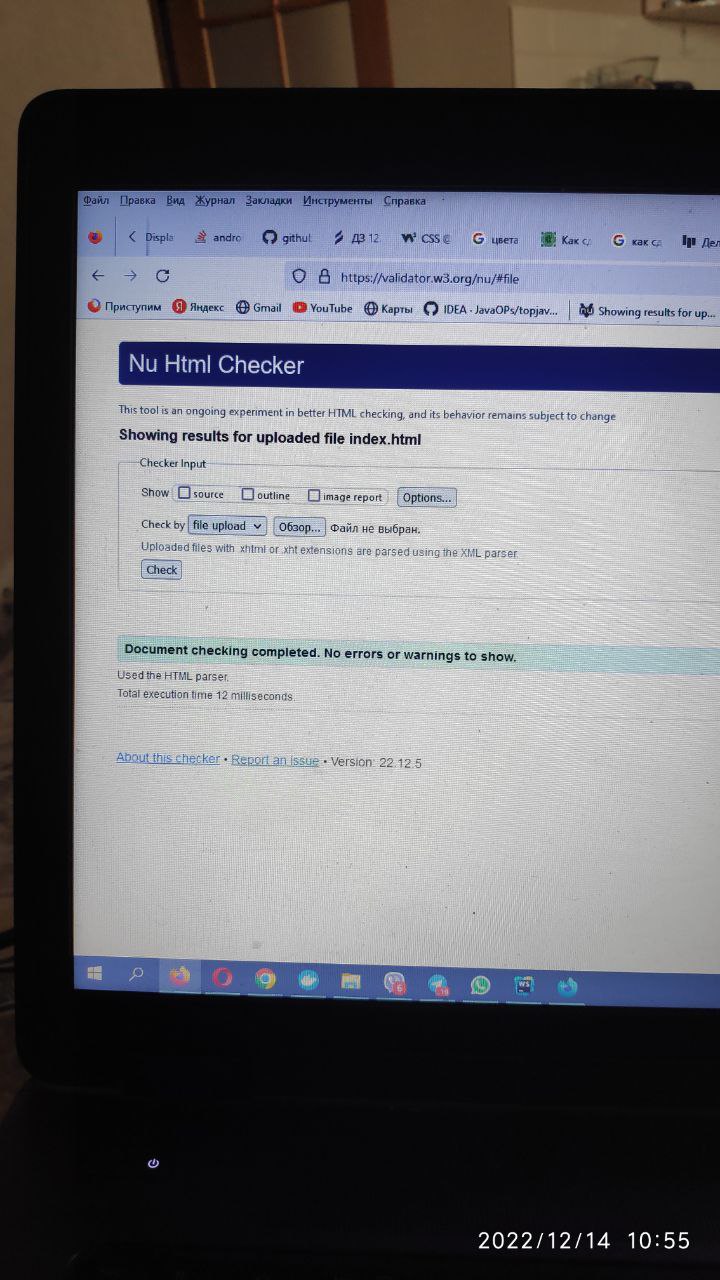 Файл Правка Вид Журнал Закладки Инструменты Справка
Displa andro githul ДЗ 12 CSS цвета Как с как сд Дел
https://validator.w3.org/nu/#file
Приступим Яндекс Gmail YouTube Карты IDEA - JavaOPs/topjav... Showing results for up...
Nu Html Checker
This tool is an ongoing experiment in better HTML checking, and its behavior remains subject to change
Showing results for uploaded file index.html
Checker Input
Show source outline image report Options...
Check by file upload Обзор... Файл не выбран.
Uploaded files with .xhtml or .xht extensions are parsed using the XML parser.
Check
Document checking completed. No errors or warnings to show.
Used the HTML parser.
Total execution time 12 milliseconds.
About this checker • Report an issue • Version: 22.12.5
WS
2022/12/14 10:55